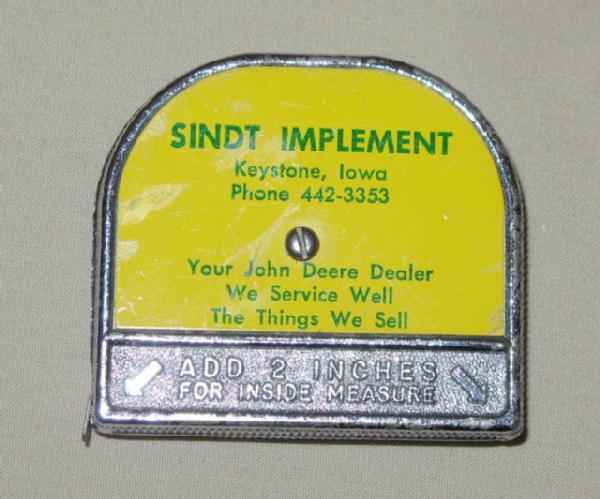 SINDT IMPLEMENT
Keystone, Iowa
Phone 442-3353
Your John Deere Dealer
We Service Well
The Things We Sell
ADD 2 INCHES
FOR INSIDE MEASURE